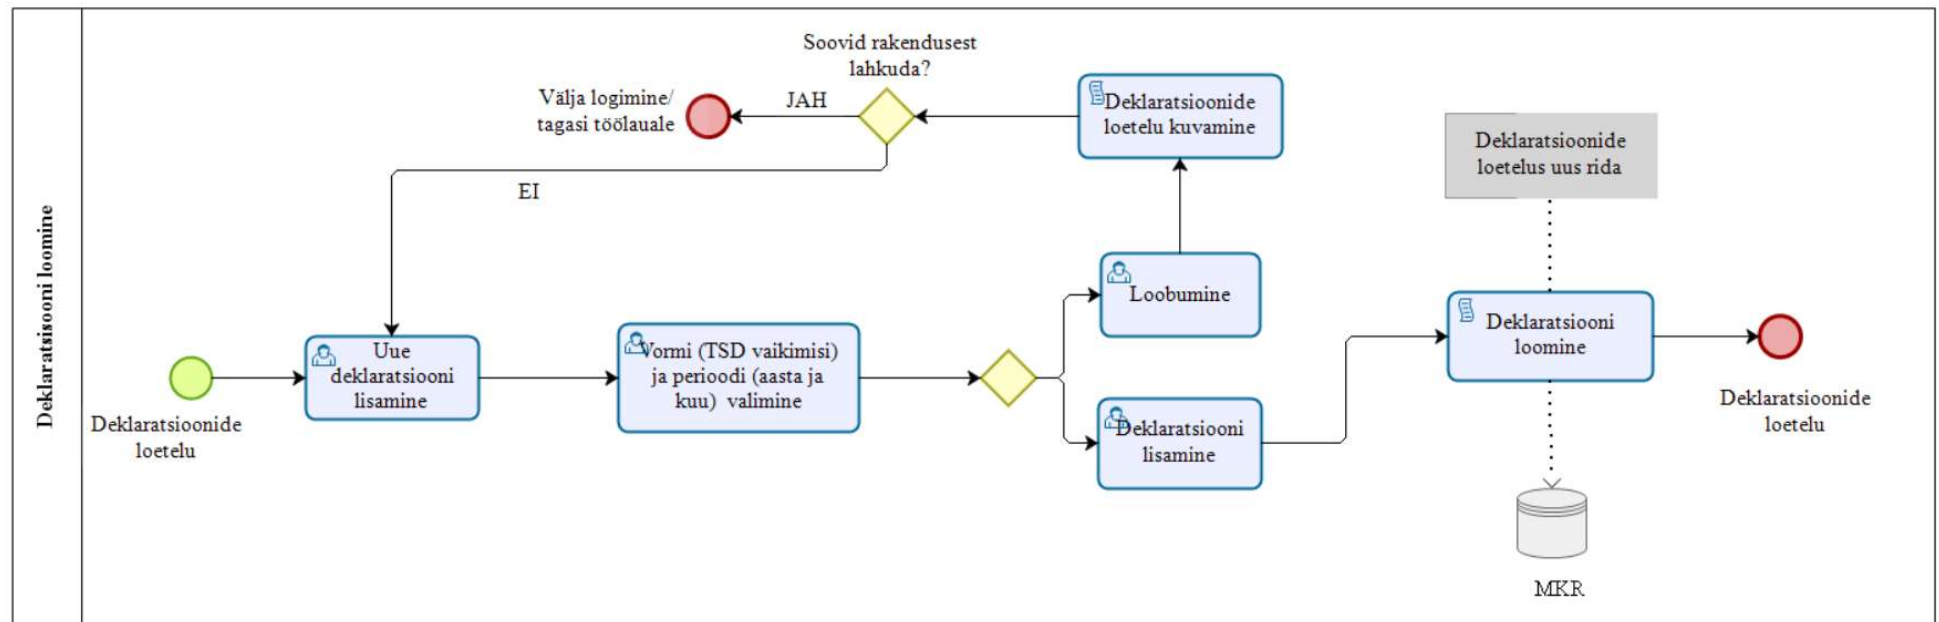 Deklaratsisooni loomine
Soovid rakendusest
lahkuda?
Välja logimine/
tagasi töölauale
JAH
EI
Deklaratsioonide
loetelu kuvamine
Deklaratsioonide
loetelus uus rida
Deklaratsioonide
loetelu
Uue
deklaratsiooni
lisamine
Vormi (TSD vaikimisi)
ja perioodi (aasta ja
kuu) valimine
Loobumine
Deklaratsiooni
lisamine
Deklaratsiooni
loomine
Deklaratsioonide
loetelu
MKR